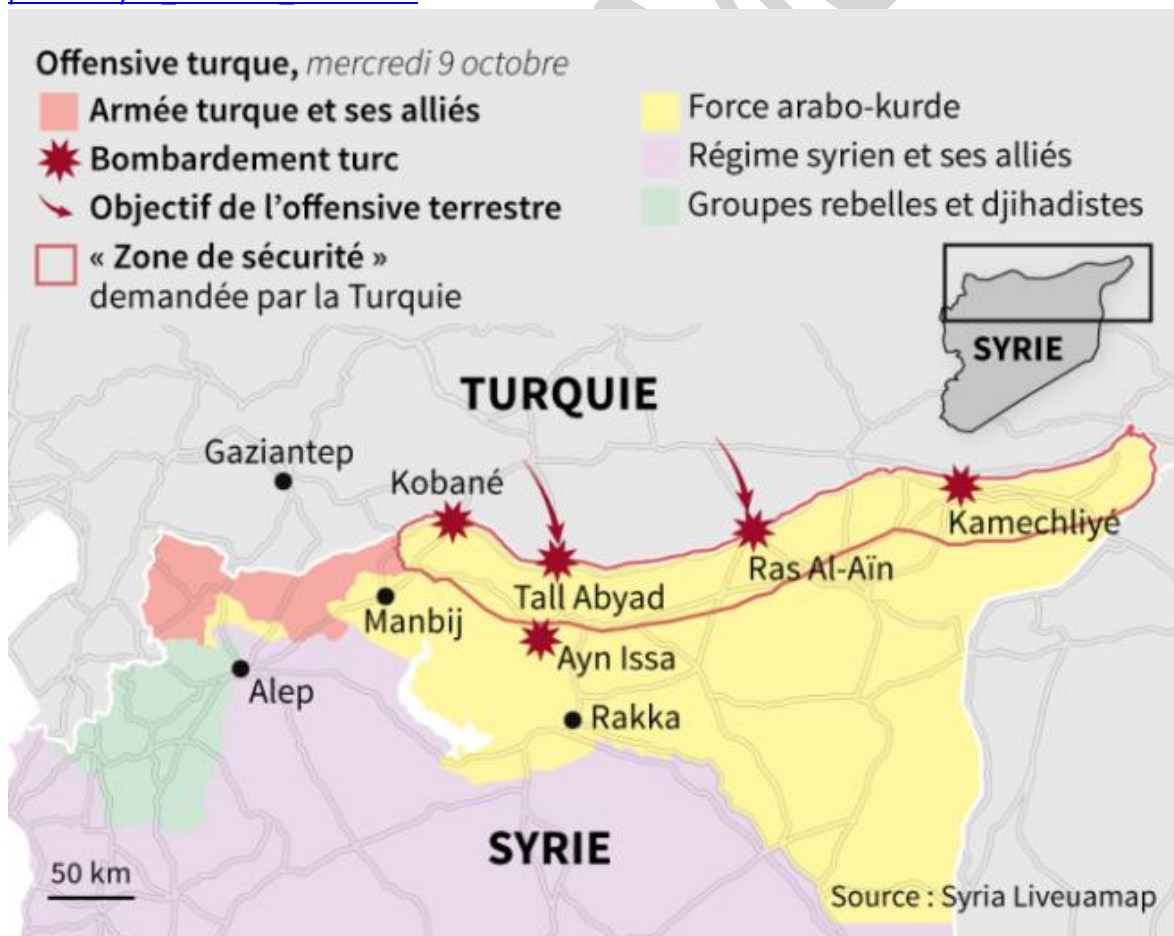 Offensive turque, mercredi 9 octobre
Armée turque et ses alliés
Bombardement turc
Objectif de l'offensive terrestre
« Zone de sécurité »
demandée par la Turquie
Force arabo-kurde
Régime syrien et ses alliés
Groupes rebelles et djihadistes
SYRIE
TURQUIE
Gaziantep
Kobané
Kamechliyé
Ras Al-Aïn
Tall Abyad
Manbij
Ayn Issa
Alep
Rakka
SYRIE
50 km
Source : Syria Liveuamap